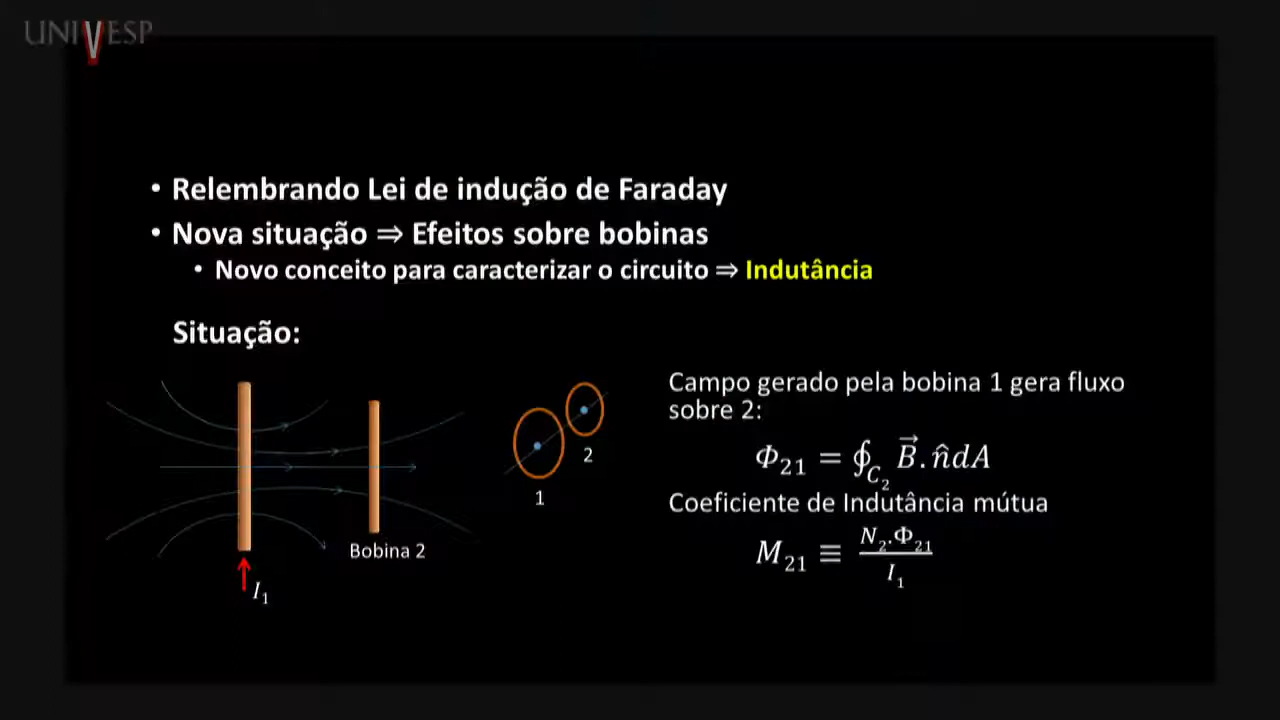 UNIVESP
• Relembrando Lei de indução de Faraday
• Nova situação ⇒ Efeitos sobre bobinas
• Novo conceito para caracterizar o circuito ⇒ Indutância
Situação:
Bobina 2
I₁
1
2
Campo gerado pela bobina 1 gera fluxo
sobre 2:
Φ₂₁ = ∮_C₂ B⃗.n̂dA
Coeficiente de Indutância mútua
M₂₁ ≡ N₂.Φ₂₁ / I₁